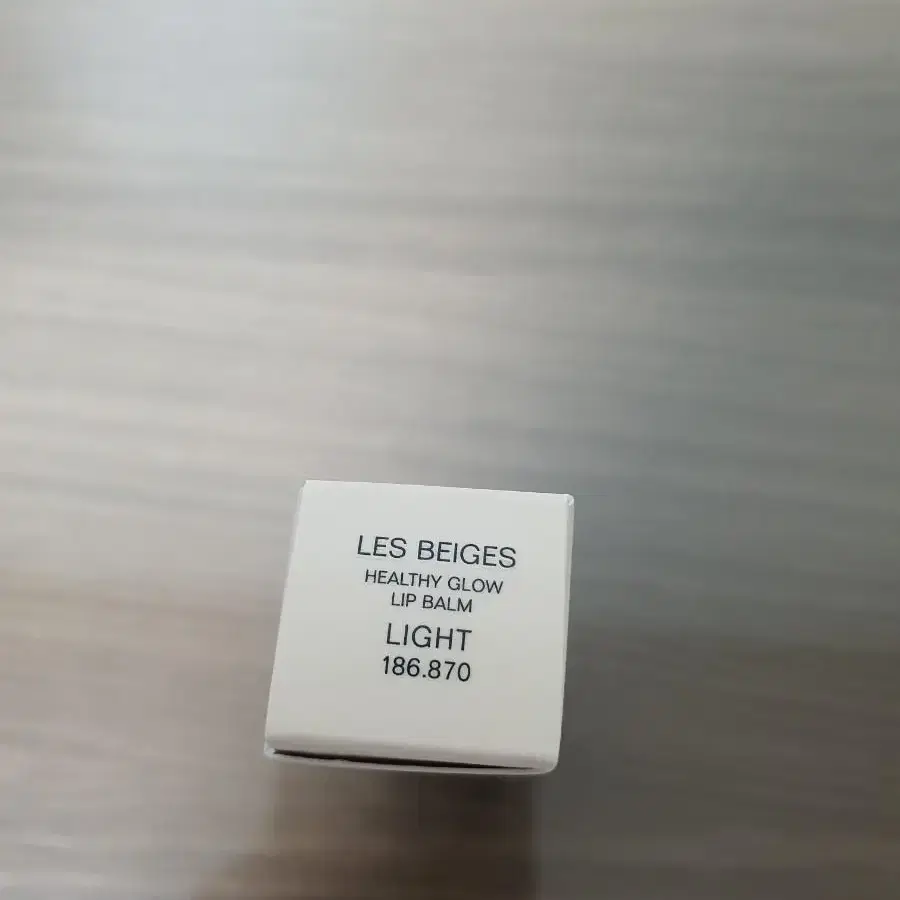 LES BEIGES
HEALTHY GLOW
LIP BALM
LIGHT
186.870